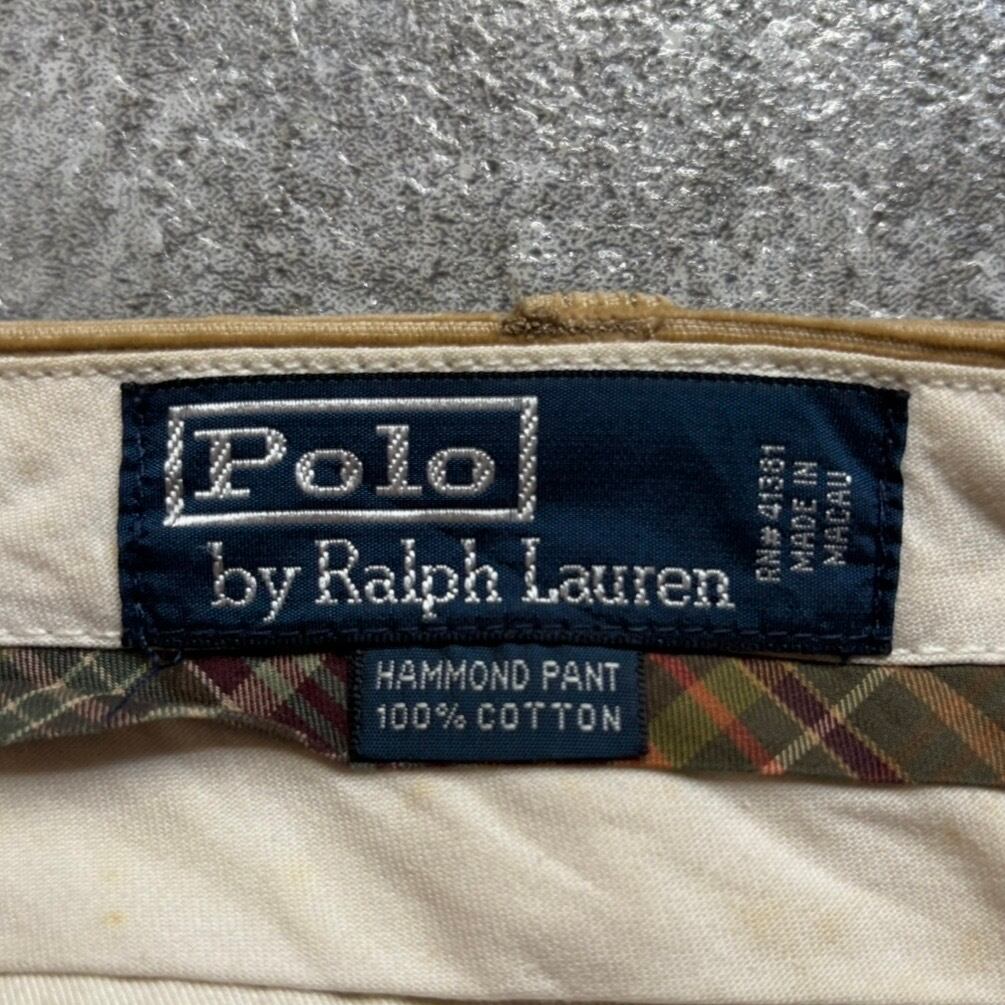 Polo
by Ralph Lauren
RN# 41381
MADE IN
MACAU
HAMMOND PANT
100% COTTON